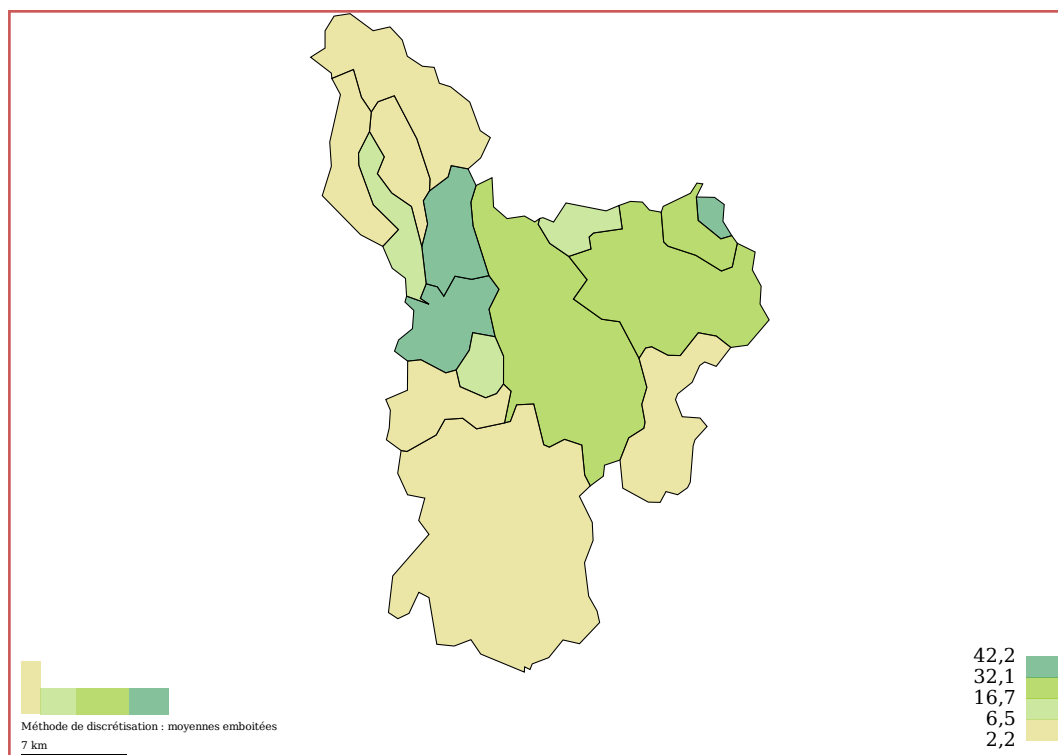 42,2
32,1
16,7
6,5
2,2
Méthode de discrétisation : moyennes emboitées
7 km